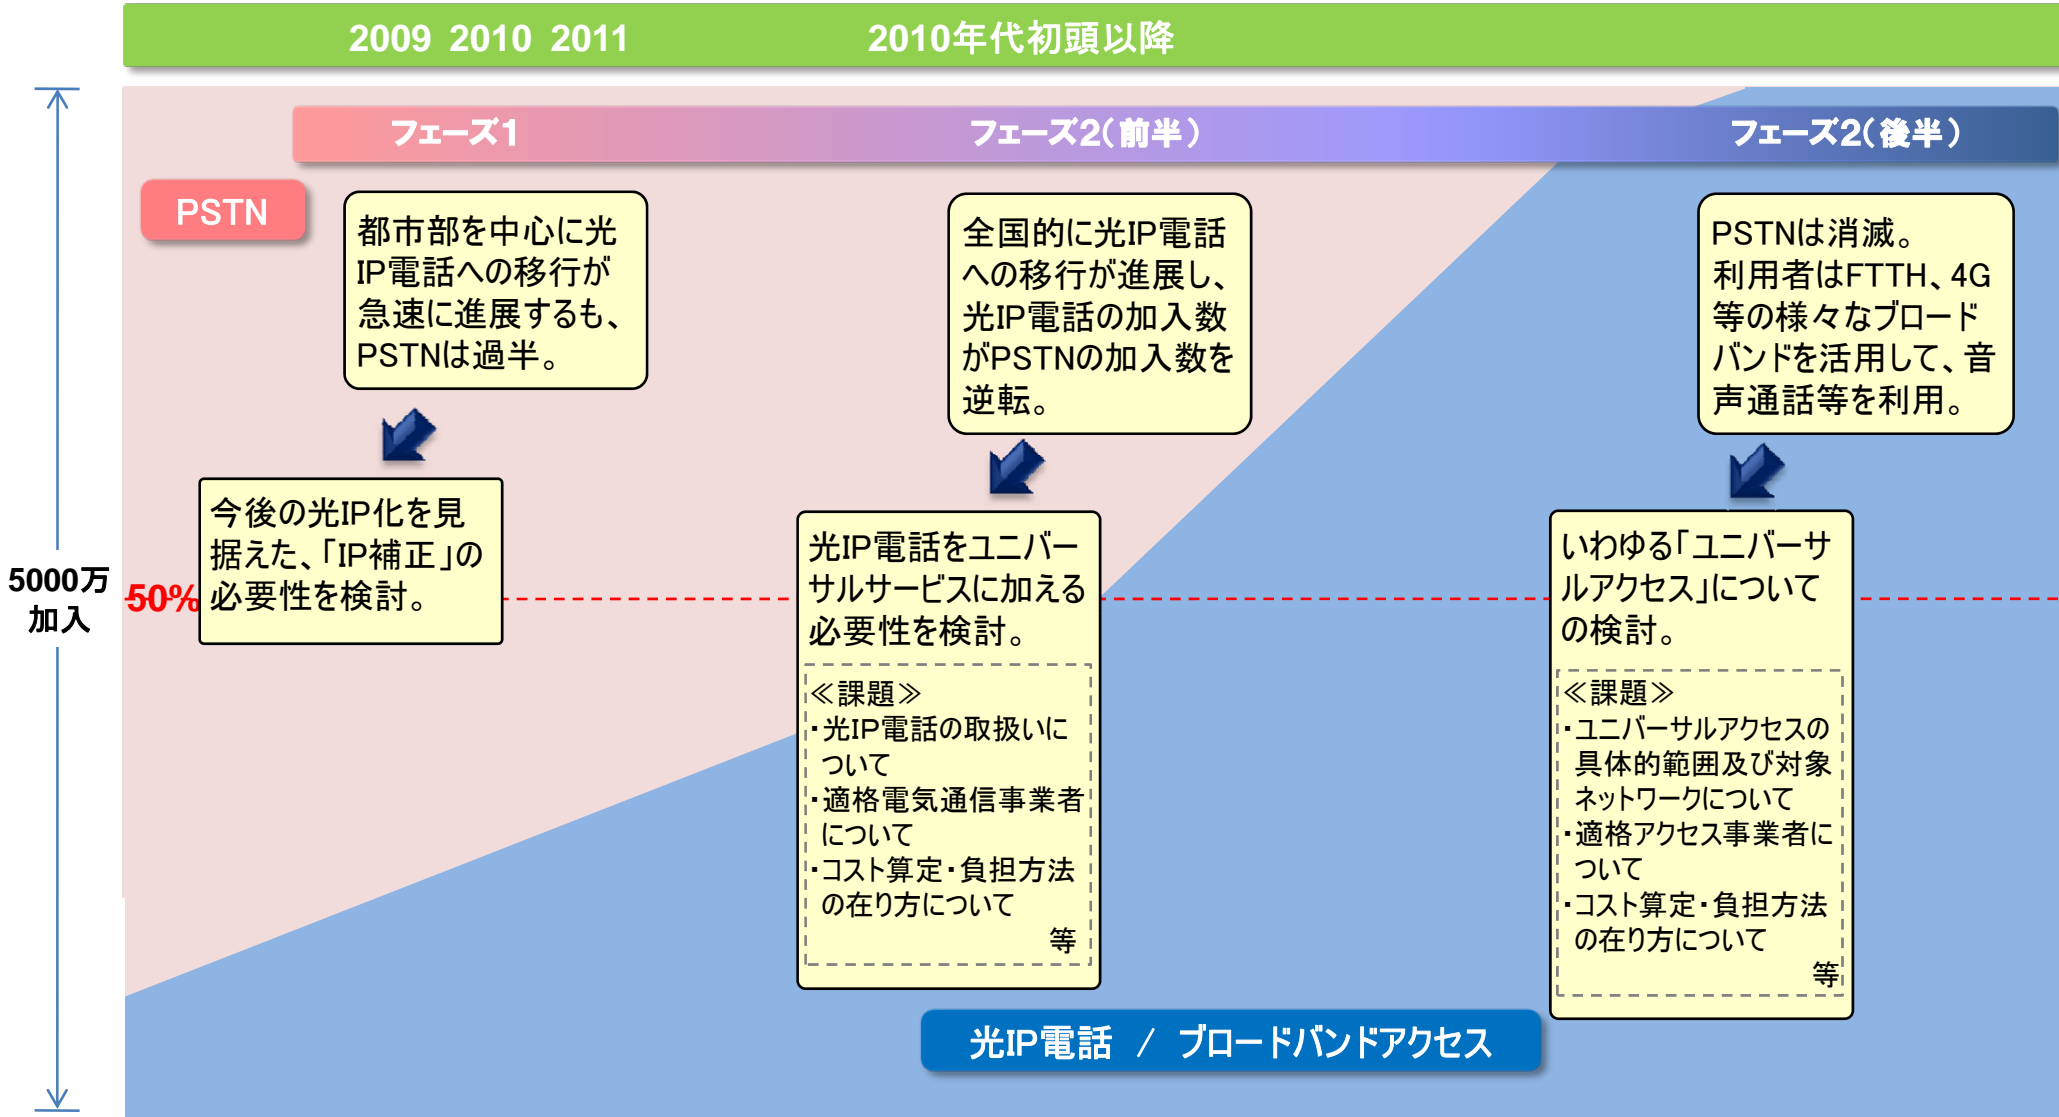 2009 2010 2011
2010年代初頭以降
フェーズ1
フェーズ2(前半)
フェーズ2(後半)
PSTN
都市部を中心に光
IP電話への移行が
急速に進展するも、
PSTNは過半。
全国的に光IP電話
への移行が進展し、
光IP電話の加入数
がPSTNの加入数を
逆転。
PSTNは消滅。
利用者はFTTH、4G
等の様々なブロード
バンドを活用して、音
声通話等を利用。
5000万
加入
50%
今後の光IP化を見
据えた、「IP補正」の
必要性を検討。
光IP電話をユニバー
サルサービスに加える
必要性を検討。
≪課題≫
・光IP電話の取扱いに
ついて
・適格電気通信事業者
について
・コスト算定・負担方法
の在り方について
等
いわゆる「ユニバーサ
ルアクセス」について
の検討。
≪課題≫
・ユニバーサルアクセスの
具体的範囲及び対象
ネットワークについて
・適格アクセス事業者に
ついて
・コスト算定・負担方法
の在り方について
等
光IP電話 / ブロードバンドアクセス